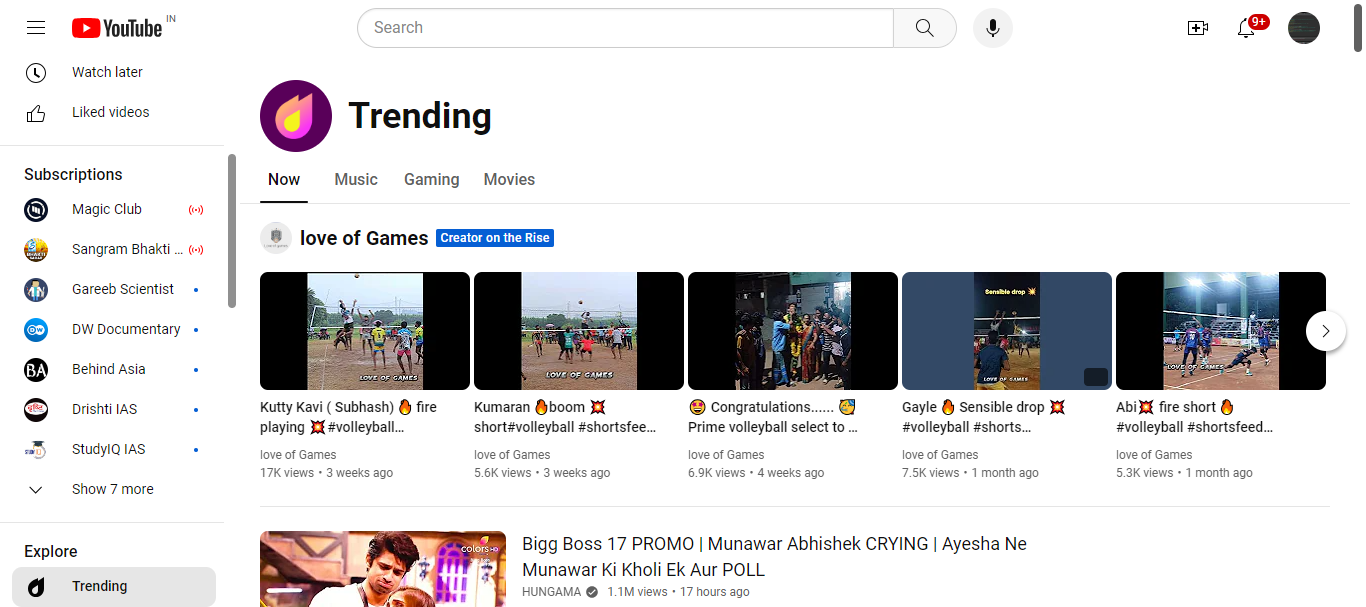 YouTube IN
Search
9+
Watch later
Liked videos
Subscriptions
Magic Club
Sangram Bhakti ...
Gareeb Scientist
DW Documentary
Behind Asia
Drishti IAS
StudyIQ IAS
Show 7 more
Explore
Trending
Trending
Now Music Gaming Movies
love of Games Creator on the Rise
LOVE OF GAMES
Kutty Kavi ( Subhash) 🔥 fire
playing 💥 #volleyball...
love of Games
17K views • 3 weeks ago
LOVE OF GAMES
Kumaran 🔥boom 💥
short#volleyball #shortsfee...
love of Games
5.6K views • 3 weeks ago
LOVE OF GAMES
🤩 Congratulations...... 🥳
Prime volleyball select to ...
love of Games
6.9K views • 4 weeks ago
Sensible drop 💥
LOVE OF GAMES
Gayle 🔥 Sensible drop 💥
#volleyball #shorts...
love of Games
7.5K views • 1 month ago
LOVE OF GAMES
Abi💥 fire short 🔥
#volleyball #shortsfeed...
love of Games
5.3K views • 1 month ago
colors HD
Bigg Boss 17 PROMO | Munawar Abhishek CRYING | Ayesha Ne
Munawar Ki Kholi Ek Aur POLL
HUNGAMA 1.1M views • 17 hours ago